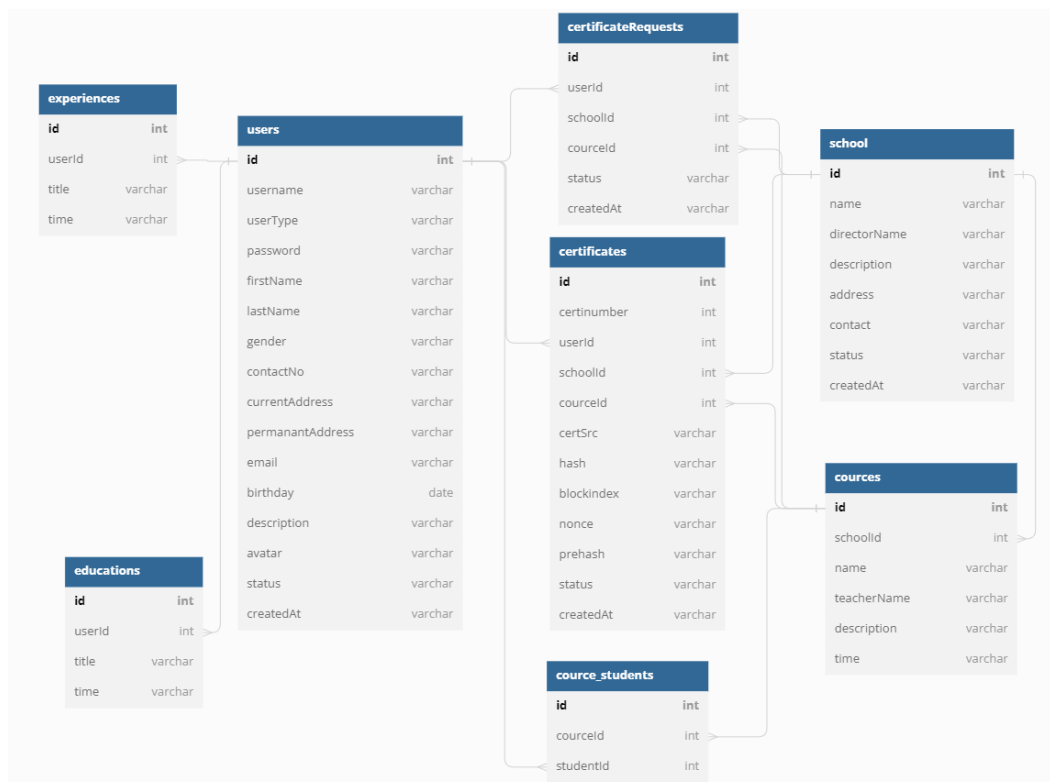 certificateRequests
id int
userId int
schoolId int
courceId int
status varchar
createdAt varchar
experiences
id int
userId int
title varchar
time varchar
users
id int
username varchar
userType varchar
password varchar
firstName varchar
lastName varchar
gender varchar
contactNo varchar
currentAddress varchar
permanantAddress varchar
email varchar
birthday date
description varchar
avatar varchar
status varchar
createdAt varchar
school
id int
name varchar
directorName varchar
description varchar
address varchar
contact varchar
status varchar
createdAt varchar
certificates
id int
certinumber int
userId int
schoolId int
courceId int
certSrc varchar
hash varchar
blockindex varchar
nonce varchar
prehash varchar
status varchar
createdAt varchar
cources
id int
schoolId int
name varchar
teacherName varchar
description varchar
time varchar
educations
id int
userId int
title varchar
time varchar
cource_students
id int
courceId int
studentId int